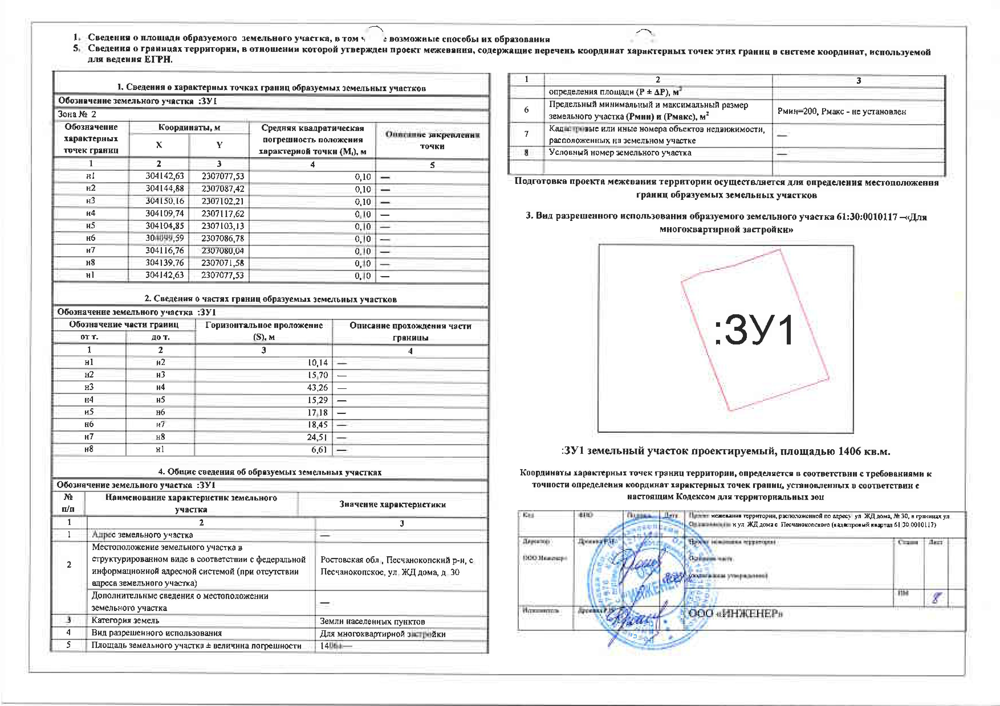 1. Сведения о площади образуемого земельного участка, в том возможные способы их образования
5. Сведения о границах территории, в отношении которой утвержден проект межевания, содержащие перечень координат характерных точек этих границ в системе координат, используемой
для ведения ЕГРН.
1. Сведения о характерных точках границ образуемых земельных участков
Обозначение земельного участка :ЗУ1
Зона № 2
Обозначение характерных точек границ Координаты, м Средняя квадратическая погрешность положения характерной точки (Mt), м Описание закрепления точки
X Y
1 2 3 4 5
н1 304142,63 2307077,53 0,10 —
н2 304144,88 2307087,42 0,10 —
н3 304150,16 2307102,21 0,10 —
н4 304109,74 2307117,62 0,10 —
н5 304104,85 2307103,13 0,10 —
н6 304099,59 2307086,78 0,10 —
н7 304116,76 2307080,04 0,10 —
н8 304139,76 2307071,58 0,10 —
н1 304142,63 2307077,53 0,10 —
2. Сведения о частях границ образуемых земельных участков
Обозначение земельного участка :ЗУ1
Обозначение части границ Горизонтальное проложение (S), м Описание прохождения части границы
от т. до т.
1 2 3 4
н1 н2 10,14 —
н2 н3 15,70 —
н3 н4 43,26 —
н4 н5 15,29 —
н5 н6 17,18 —
н6 н7 18,45 —
н7 н8 24,51 —
н8 н1 6,61 —
4. Общие сведения об образуемых земельных участках
Обозначение земельного участка :ЗУ1
№ п/п Наименование характеристик земельного участка Значение характеристики
1 2 3
1 Адрес земельного участка —
2 Местоположение земельного участка в
структурированном виде в соответствии с федеральной
информационной адресной системой (при отсутствии
адреса земельного участка)
Ростовская обл , Песчанокопский р-н, с
Песчанокопское, ул. ЖД дома, д 30
Дополнительные сведения о местоположении
земельного участка —
3 Категория земель Земли населенных пунктов
4 Вид разрешенного использования Для многоквартирной застройки
5 Площадь земельного участка ± величина погрешности
1 2 3
определения площади (P ± ΔP), м²
6 Предельный минимальный и максимальный размер
земельного участка (Рмин) и (Рмакс), м² Рмин=200, Рмакс - не установлен
7 Кадастровые или иные номера объектов недвижимости,
расположенных на земельном участке —
8 Условный номер земельного участка —
Подготовка проекта межевания территории осуществляется для определения местоположения
границ образуемых земельных участков
3. Вид разрешенного использования образуемого земельного участка 61:30:0010117 –«Для
многоквартирной застройки»
:ЗУ1
:ЗУ1 земельный участок проектируемый, площадью 1406 кв.м.
Координаты характерных точек границ территории, определяется в соответствии с требованиями к
точности определения координат характерных точек границ, установленных в соответствии с
настоящим Кодексом для территориальных зон
ФИО Дата межевания территории, расположенной по адресу ул ЖД дома, № 30, в границах ул
и ул ЖД дома с Песчанокопского (кадастровый квартал 61 30 0010117)
Директор Проект межевания территории Стадия Лист
ООО Инженер Основная часть
ПМ 8
Исполнитель ООО «ИНЖЕНЕР»
ООО
ИНЖЕНЕР